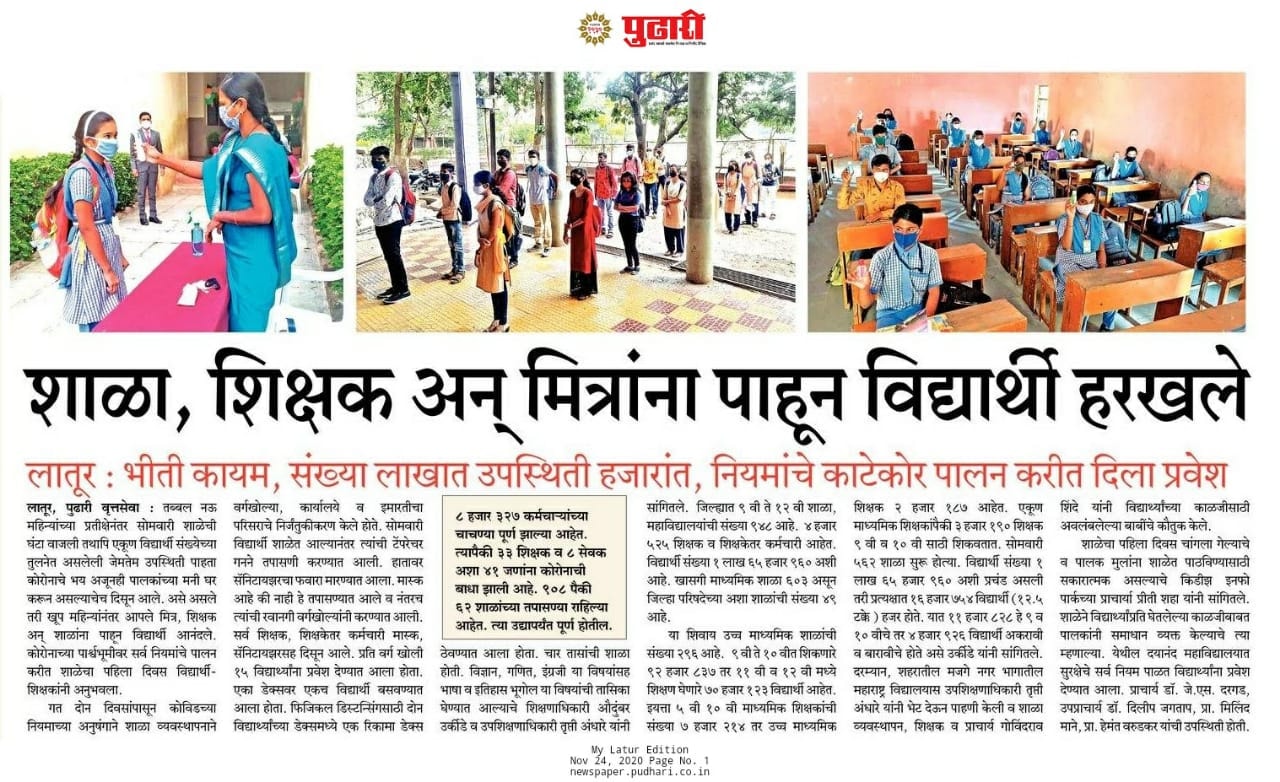 पुढारी
शाळा, शिक्षक अन् मित्रांना पाहून विद्यार्थी हरखले
लातूर : भीती कायम, संख्या लाखात उपस्थिती हजारांत, नियमांचे काटेकोर पालन करीत दिला प्रवेश
लातूर, पुढारी वृत्तसेवा : तब्बल नऊ
महिन्यांच्या प्रतीक्षेनंतर सोमवारी शाळेची
घंटा वाजली तथापि एकूण विद्यार्थी संख्येच्या
तुलनेत असलेली जेमतेम उपस्थिती पाहता
कोरोनाचे भय अजूनही पालकांच्या मनी घर
करून असल्याचेच दिसून आले. असे असले
तरी खूप महिन्यांनंतर आपले मित्र, शिक्षक
अन् शाळांना पाहून विद्यार्थी आनंदले.
कोरोनाच्या पार्श्वभूमीवर सर्व नियमांचे पालन
करीत शाळेचा पहिला दिवस विद्यार्थी-
शिक्षकांनी अनुभवला.
गत दोन दिवसांपासून कोविडच्या
नियमाच्या अनुषंगाने शाळा व्यवस्थापनाने
वर्गखोल्या, कार्यालये व इमारतीचा
परिसराचे निर्जंतुकीकरण केले होते. सोमवारी
विद्यार्थी शाळेत आल्यानंतर त्यांची टेंपरेचर
गनने तपासणी करण्यात आली. हातावर
सॅनिटायझरचा फवारा मारण्यात आला. मास्क
आहे की नाही हे तपासण्यात आले व नंतरच
त्यांची रवानगी वर्गखोल्यांनी करण्यात आली.
सर्व शिक्षक, शिक्षकेतर कर्मचारी मास्क,
सॅनिटायझरसह दिसून आले. प्रति वर्ग खोली
१५ विद्यार्थ्यांना प्रवेश देण्यात आला होता.
एका डेक्सवर एकच विद्यार्थी बसवण्यात
आला होता. फिजिकल डिस्टन्सिंगसाठी दोन
विद्यार्थ्यांच्या डेक्समध्ये एक रिकामा डेक्स
८ हजार ३२७ कर्मचाऱ्यांच्या
चाचण्या पूर्ण झाल्या आहेत.
त्यापैकी ३३ शिक्षक व ८ सेवक
अशा ४१ जणांना कोरोनाची
बाधा झाली आहे. ९०८ पैकी
६२ शाळांच्या तपासण्या राहिल्या
आहेत. त्या उद्यापर्यंत पूर्ण होतील.
ठेवण्यात आला होता. चार तासांची शाळा
होती. विज्ञान, गणित, इंग्रजी या विषयांसह
भाषा व इतिहास भूगोल या विषयांची तासिका
घेण्यात आल्याचे शिक्षणाधिकारी औदुंबर
उर्कीडे व उपशिक्षणाधिकारी तृप्ती अंधारे यांनी
सांगितले. जिल्ह्यात ९ वी ते १२ वी शाळा,
महाविद्यालयांची संख्या ९४८ आहे. ४ हजार
५२५ शिक्षक व शिक्षकेतर कर्मचारी आहेत.
विद्यार्थी संख्या १ लाख ६५ हजार ९६० अशी
आहे. खासगी माध्यमिक शाळा ६०३ असून
जिल्हा परिषदेच्या अशा शाळांची संख्या ४९
आहे.
या शिवाय उच्च माध्यमिक शाळांची
संख्या २९६ आहे. ९ वी ते १० वीत शिकणारे
९२ हजार ८३७ तर ११ वी व १२ वी मध्ये
शिक्षण घेणारे ७० हजार १२३ विद्यार्थी आहेत.
इयत्ता ५ वी १० वी माध्यमिक शिक्षकांची
संख्या ७ हजार २१४ तर उच्च माध्यमिक
शिक्षक २ हजार १८७ आहेत. एकूण
माध्यमिक शिक्षकांपैकी ३ हजार १९० शिक्षक
९ वी व १० वी साठी शिकवतात. सोमवारी
५६२ शाळा सुरू होत्या. विद्यार्थी संख्या १
लाख ६५ हजार ९६० अशी प्रचंड असली
तरी प्रत्यक्षात १६ हजार ७५४ विद्यार्थी (१२.५
टक्के ) हजर होते. यात ११ हजार ८२८ हे ९ व
१० वीचे तर ४ हजार ९२६ विद्यार्थी अकरावी
व बारावीचे होते असे उर्कीडे यांनी सांगितले.
दरम्यान, शहरातील मजगे नगर भागातील
महाराष्ट्र विद्यालयास उपशिक्षणाधिकारी तृप्ती
अंधारे यांनी भेट देऊन पाहणी केली व शाळा
व्यवस्थापन, शिक्षक व प्राचार्य गोविंदराव
शिंदे यांनी विद्यार्थ्यांच्या काळजीसाठी
अवलंबलेल्या बाबींचे कौतुक केले.
शाळेचा पहिला दिवस चांगला गेल्याचे
व पालक मुलांना शाळेत पाठविण्यासाठी
सकारात्मक असल्याचे किडीझ इनफो
पार्कच्या प्राचार्या प्रीती शहा यांनी सांगितले.
शाळेने विद्यार्थ्यांप्रति घेतलेल्या काळजीबाबत
पालकांनी समाधान व्यक्त केल्याचे त्या
म्हणाल्या. येथील दयानंद महाविद्यालयात
सुरक्षेचे सर्व नियम पाळत विद्यार्थ्यांना प्रवेश
देण्यात आला. प्राचार्य डॉ. जे.एस. दरगड,
उपप्राचार्य डॉ. दिलीप जगताप, प्रा. मिलिंद
माने, प्रा. हेमंत वरुडकर यांची उपस्थिती होती.
My Latur Edition
Nov 24, 2020 Page No. 1
newspaper.pudhari.co.in